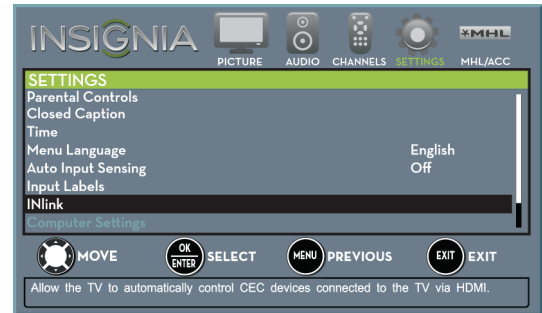 INSIGNIA
PICTURE AUDIO CHANNELS SETTINGS MHL/ACC
MHL
SETTINGS
Parental Controls
Closed Caption
Time
Menu Language English
Auto Input Sensing Off
Input Labels
INlink
Computer Settings
MOVE OK ENTER SELECT MENU PREVIOUS EXIT EXIT
Allow the TV to automatically control CEC devices connected to the TV via HDMI.